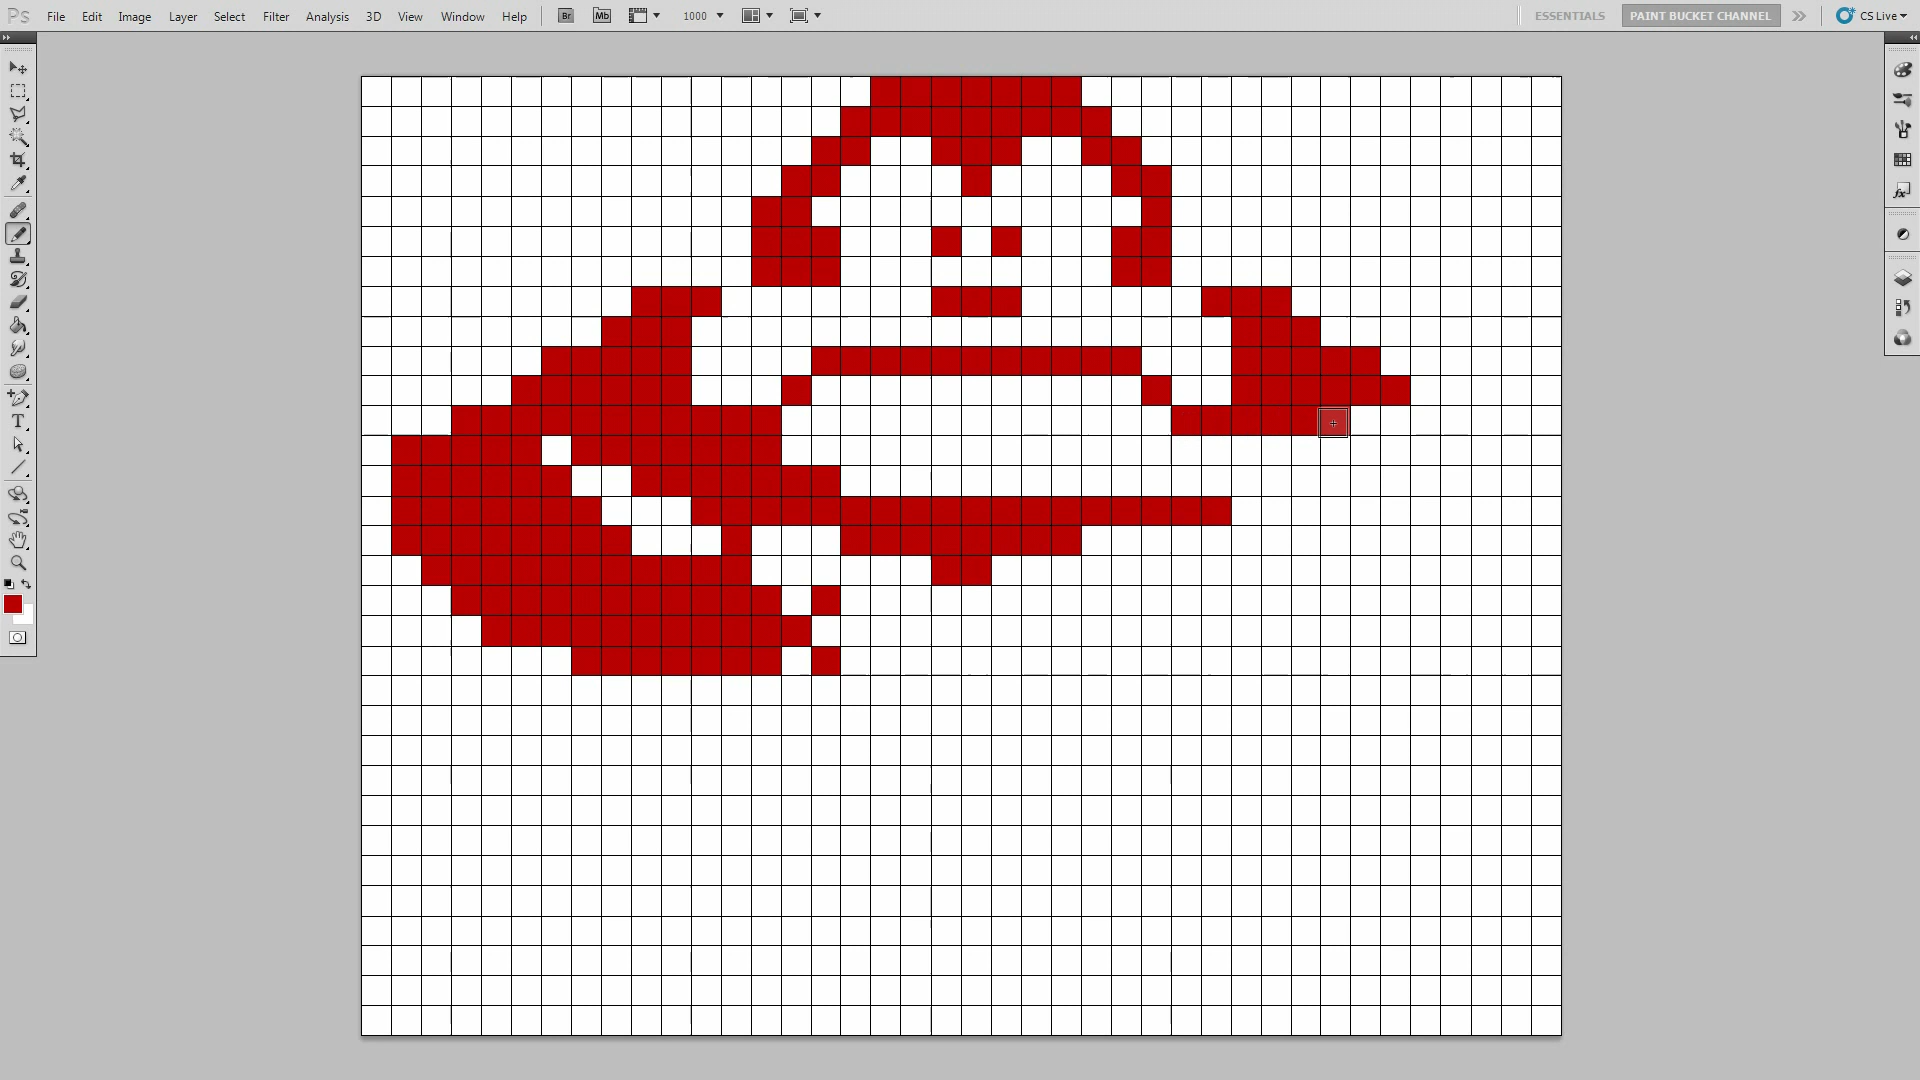 Ps File Edit Image Layer Select Filter Analysis 3D View Window Help Br Mb 1000 ESSENTIALS PAINT BUCKET CHANNEL CS Live
T
fx